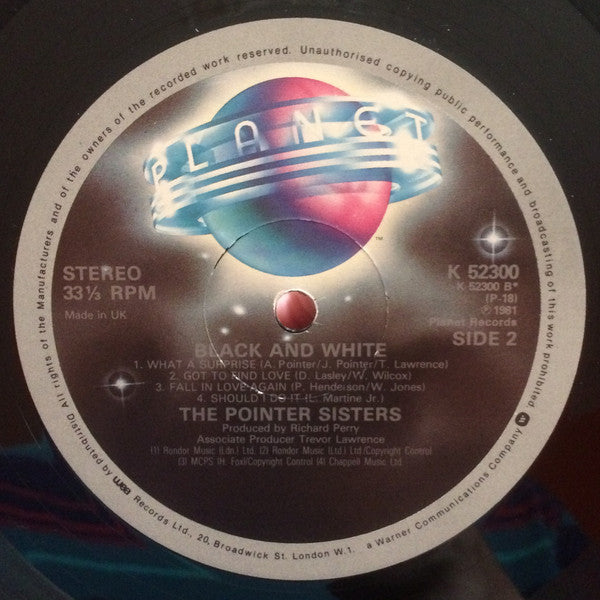 All rights of the Manufacturers and of the owners of the recorded work reserved. Unauthorised copying public performance and broadcasting of this work prohibited.
PLANET
™
STEREO
33⅓ RPM
Made in UK
K 52300
K 52300 B*
(P-18)
℗ 1981
Planet Records
SIDE 2
BLACK AND WHITE
1. WHAT A SURPRISE (A. Pointer/J. Pointer/T. Lawrence)
2. GOT TO FIND LOVE (D. Lasley/W. Wilcox)
3. FALL IN LOVE AGAIN (P. Henderson/W. Jones)
4. SHOULD I DO IT (L. Martine Jr.)
THE POINTER SISTERS
Produced by Richard Perry
Associate Producer Trevor Lawrence
(1) Rondor Music (Ldn.) Ltd. (2) Rondor Music (Ltd.) Ltd/Copyright Control
(3) MCPS (H. Fox)/Copyright Control (4) Chappell Music Ltd.
Distributed by wea Records Ltd., 20, Broadwick St. London W.1. a Warner Communications Company w